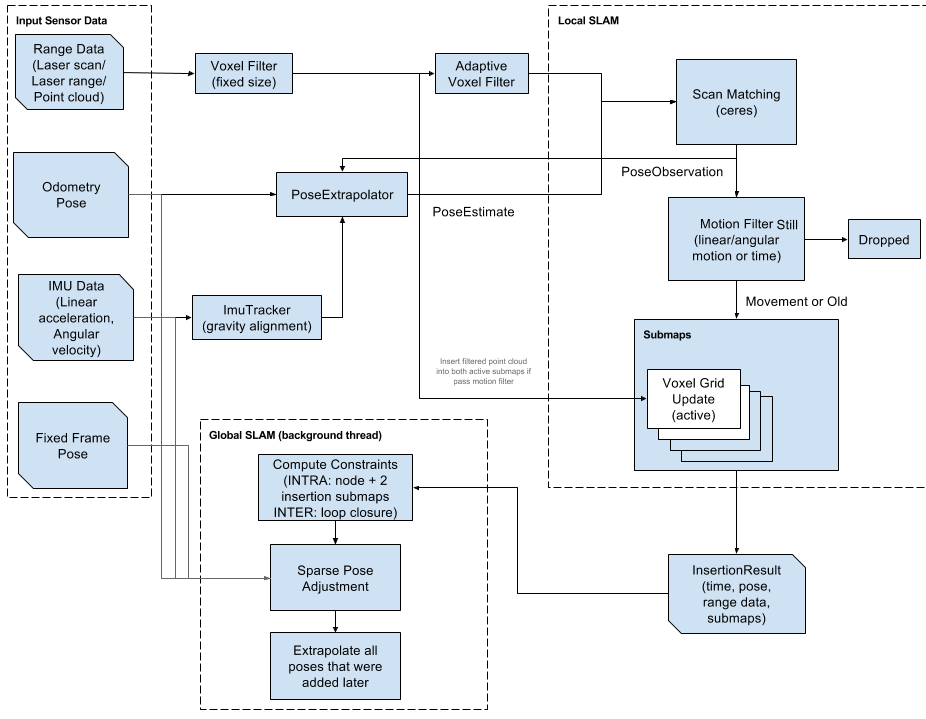 Input Sensor Data
Range Data
(Laser scan/
Laser range/
Point cloud)
Odometry
Pose
IMU Data
(Linear
acceleration,
Angular
velocity)
Fixed Frame
Pose
Voxel Filter
(fixed size)
Adaptive
Voxel Filter
PoseExtrapolator
PoseEstimate
ImuTracker
(gravity alignment)
Local SLAM
Scan Matching
(ceres)
PoseObservation
Motion Filter Still
(linear/angular
motion or time)
Dropped
Movement or Old
Submaps
Voxel Grid
Update
(active)
Insert filtered point cloud
into both active submaps if
pass motion filter
Global SLAM (background thread)
Compute Constraints
(INTRA: node + 2
insertion submaps
INTER: loop closure)
Sparse Pose
Adjustment
Extrapolate all
poses that were
added later
InsertionResult
(time, pose,
range data,
submaps)